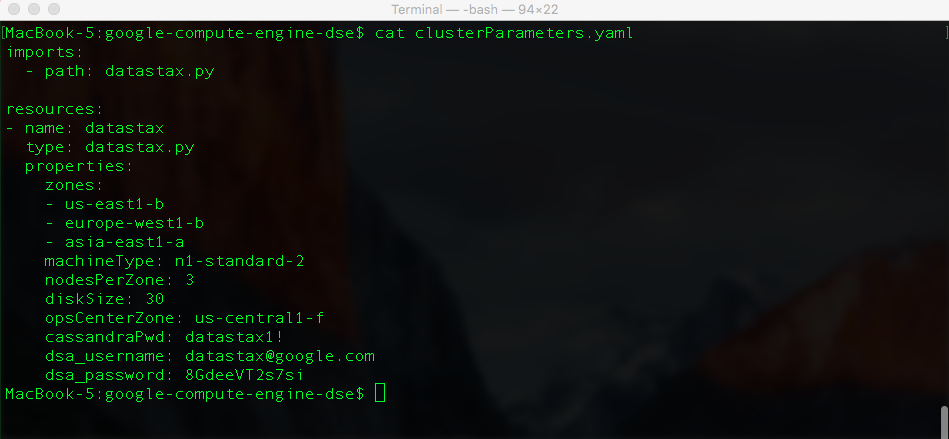 Terminal — -bash — 94×22
[MacBook-5:google-compute-engine-dse$ cat clusterParameters.yaml ]
imports:
  - path: datastax.py

resources:
- name: datastax
  type: datastax.py
  properties:
    zones:
    - us-east1-b
    - europe-west1-b
    - asia-east1-a
    machineType: n1-standard-2
    nodesPerZone: 3
    diskSize: 30
    opsCenterZone: us-central1-f
    cassandraPwd: datastax1!
    dsa_username: datastax@google.com
    dsa_password: 8GdeeVT2s7si
MacBook-5:google-compute-engine-dse$